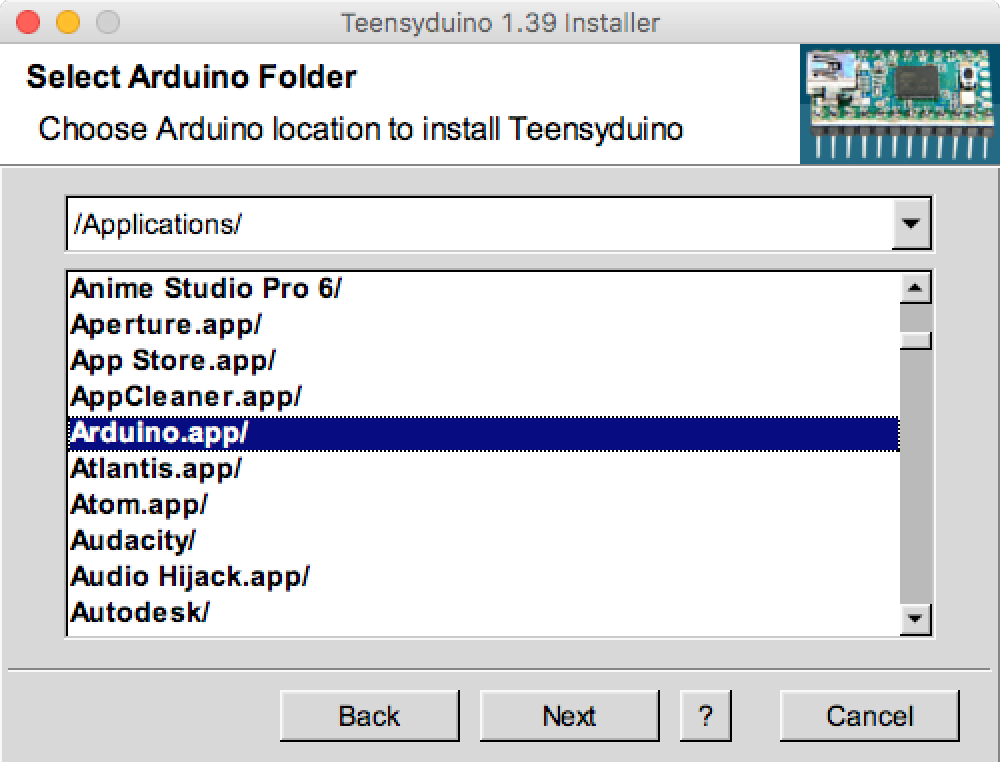 Teensyduino 1.39 Installer
Select Arduino Folder
Choose Arduino location to install Teensyduino
/Applications/
Anime Studio Pro 6/
Aperture.app/
App Store.app/
AppCleaner.app/
Arduino.app/
Atlantis.app/
Atom.app/
Audacity/
Audio Hijack.app/
Autodesk/
Back
Next
?
Cancel